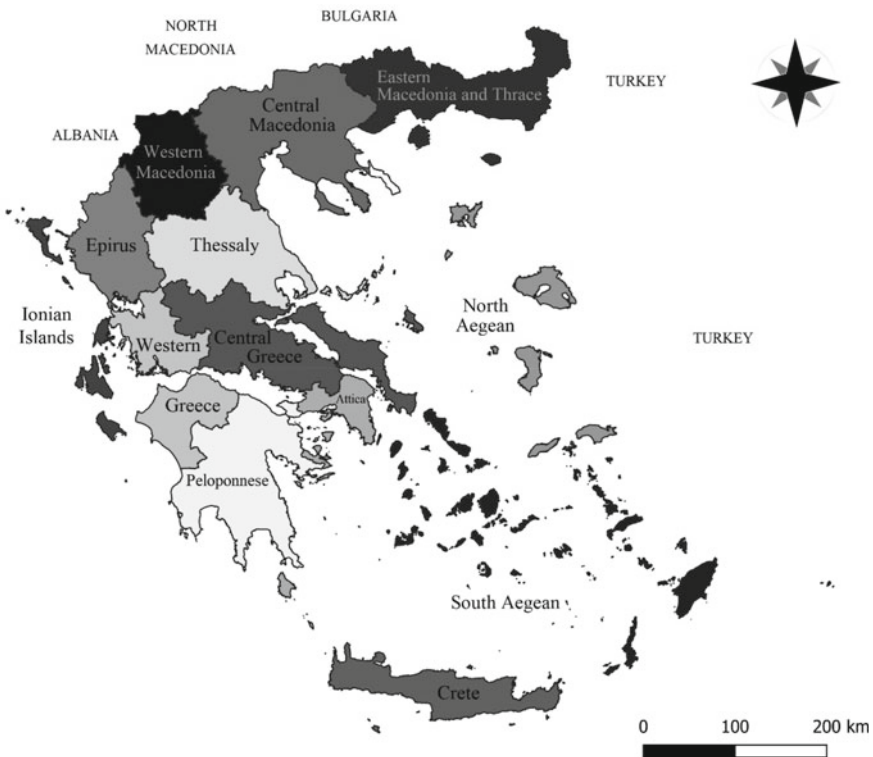 BULGARIA
NORTH
MACEDONIA
TURKEY
Eastern
Macedonia and Thrace
Central
Macedonia
ALBANIA
Western
Macedonia
Epirus
Thessaly
Ionian
Islands
North
Aegean
TURKEY
Western
Greece
Central
Greece
Attica
Peloponnese
South Aegean
Crete
0 100 200 km